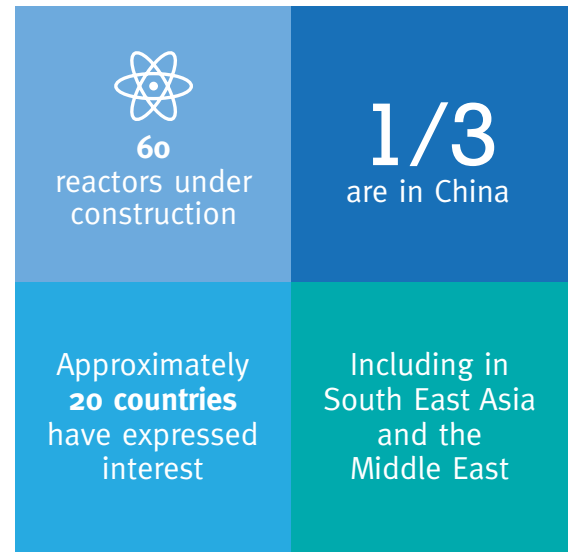 60
reactors under
construction
1/3
are in China
Approximately
20 countries
have expressed
interest
Including in
South East Asia
and the
Middle East